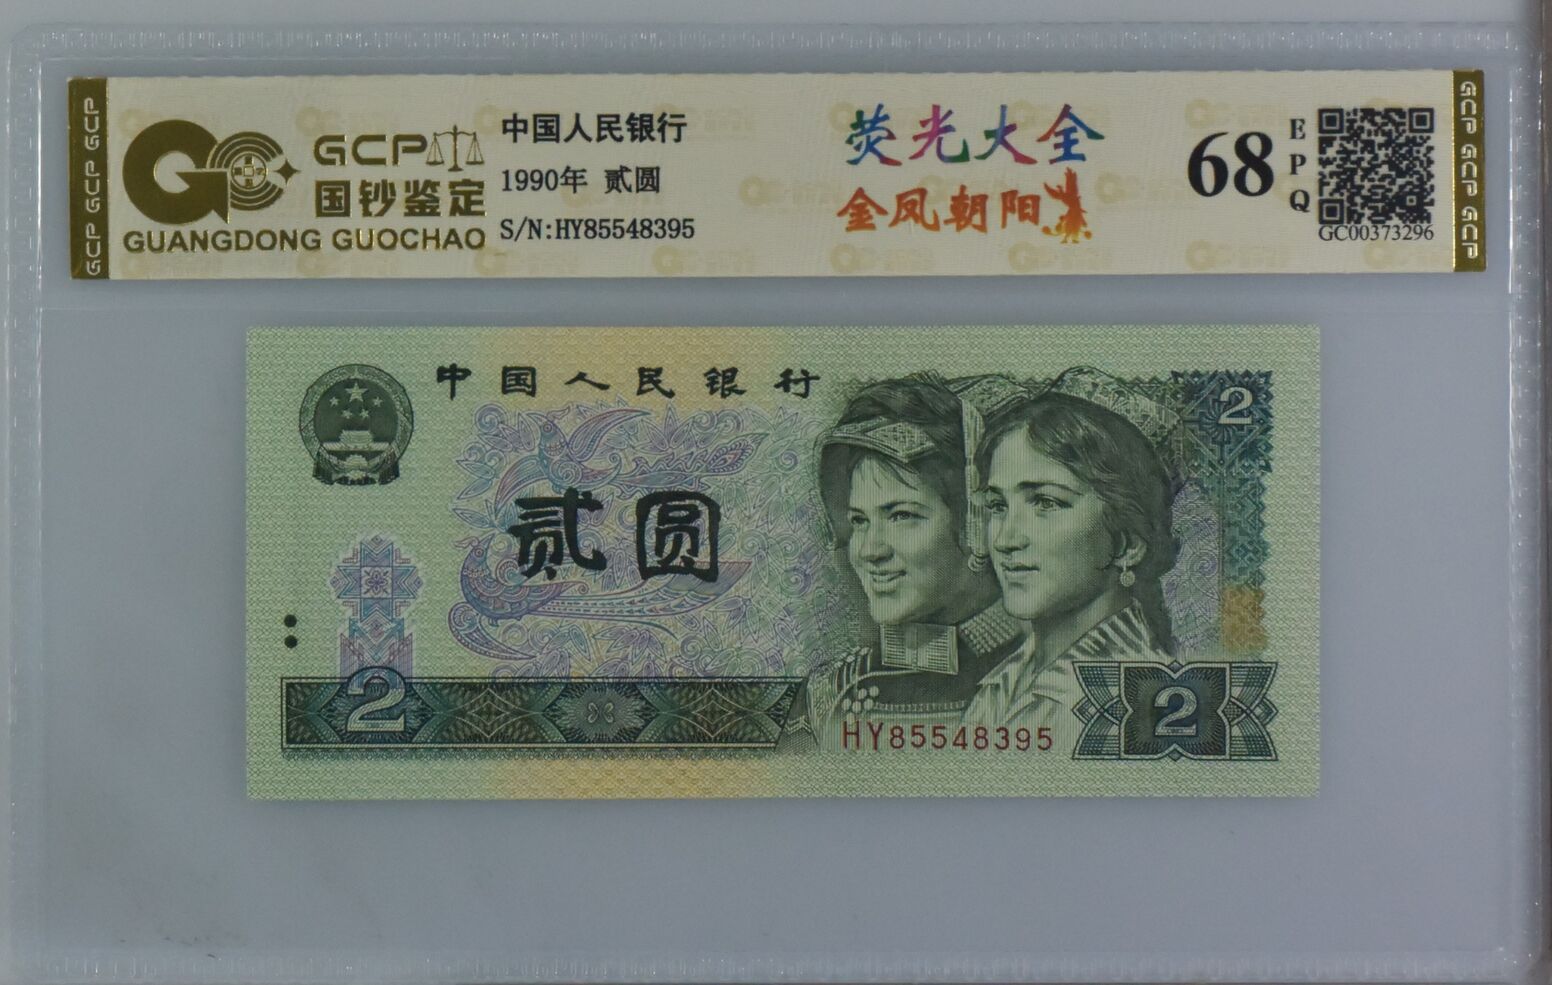 GCP GCP GCP
GCP
国钞鉴定
GUANGDONG GUOCHAO
中国人民银行
1990年 贰圆
S/N:HY85548395
荧光大全
金凤朝阳
68
EPQ
GC00373296
GCP GCP GCP
中国人民银行
2
贰圆
2
2
HY85548395